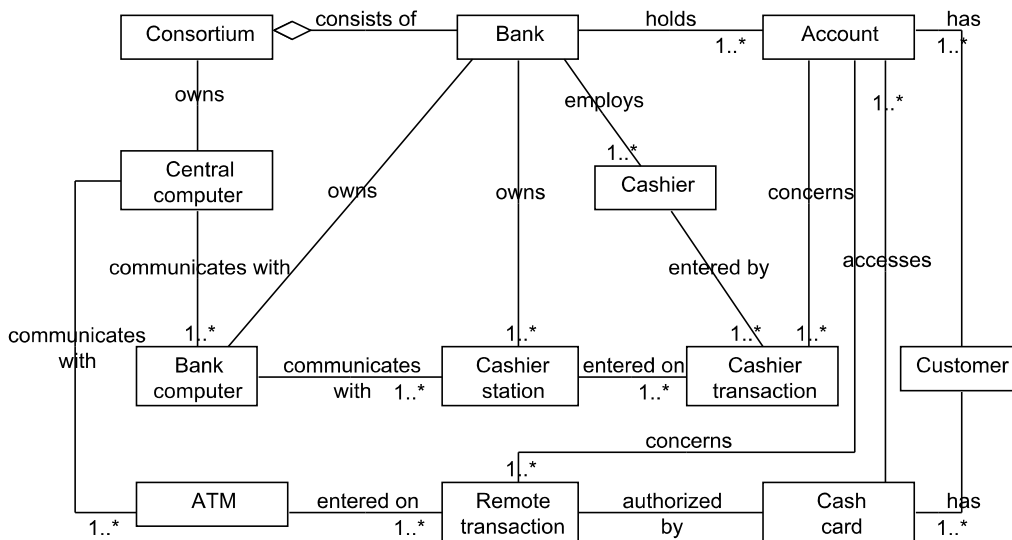 Consortium
consists of
Bank
holds
1..*
Account
has
1..*
owns
employs
1..*
1..*
Central
computer
Cashier
owns
owns
concerns
communicates with
entered by
accesses
communicates
with
1..*
1..*
1..*
1..*
Bank
computer
communicates
with
1..*
Cashier
station
entered on
1..*
Cashier
transaction
Customer
concerns
1..*
ATM
1..*
entered on
1..*
Remote
transaction
authorized
by
Cash
card
has
1..*